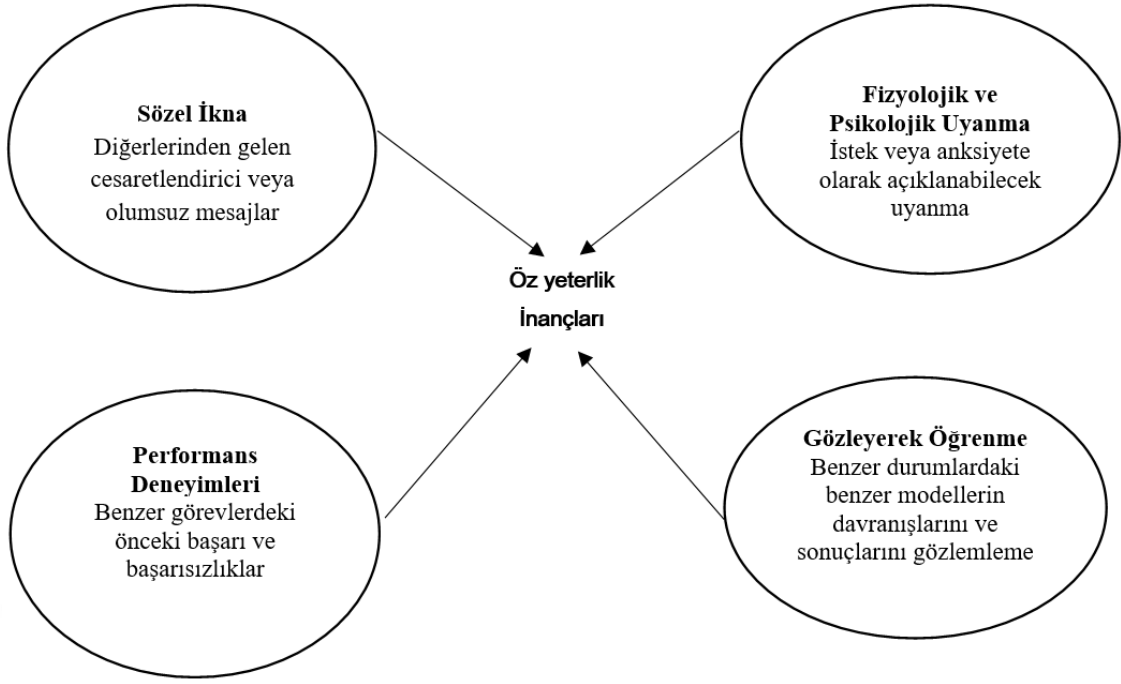 Sözel İkna
Diğerlerinden gelen
cesaretlendirici veya
olumsuz mesajlar
Fizyolojik ve
Psikolojik Uyanma
İstek veya anksiyete
olarak açıklanabilecek
uyanma
Öz yeterlik
İnançları
Performans
Deneyimleri
Benzer görevlerdeki
önceki başarı ve
başarısızlıklar
Gözleyerek Öğrenme
Benzer durumlardaki
benzer modellerin
davranışlarını ve
sonuçlarını gözlemleme